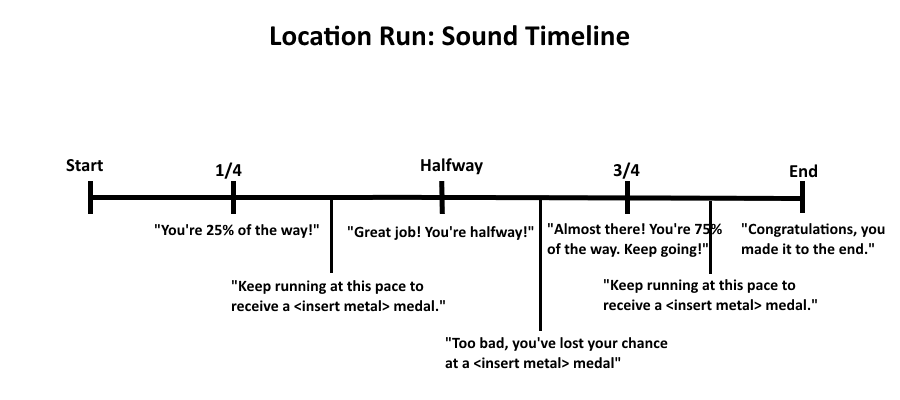 Location Run: Sound Timeline
Start
1/4
Halfway
3/4
End
"You're 25% of the way!"
"Great job! You're halfway!"
"Almost there! You're 75%
of the way. Keep going!"
"Congratulations, you
made it to the end."
"Keep running at this pace to
receive a <insert metal> medal."
"Keep running at this pace to
receive a <insert metal> medal."
"Too bad, you've lost your chance
at a <insert metal> medal"